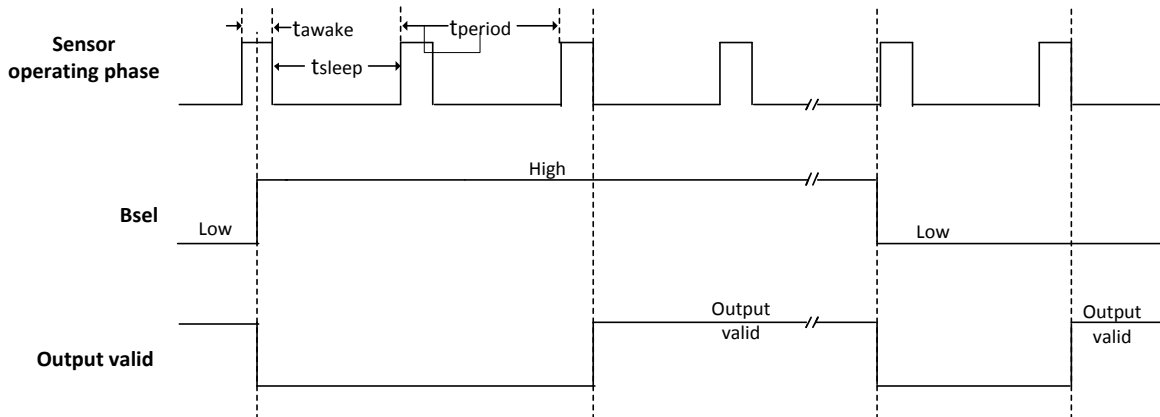 tawake
tperiod
Sensor
operating phase
tsleep
High
Bsel
Low
Low
Output
valid
Output
valid
Output valid